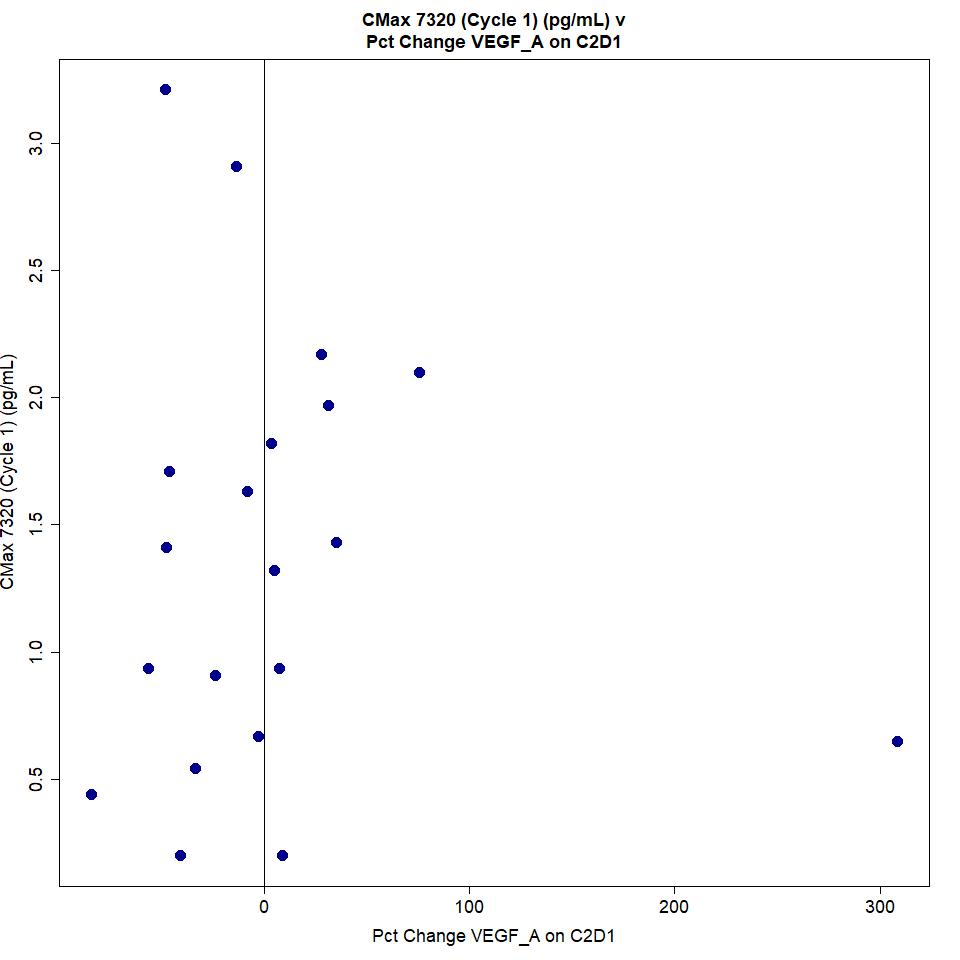 CMax 7320 (Cycle 1) (pg/mL) v
Pct Change VEGF_A on C2D1
CMax 7320 (Cycle 1) (pg/mL)
3.0
2.5
2.0
1.5
1.0
0.5
0 100 200 300
Pct Change VEGF_A on C2D1